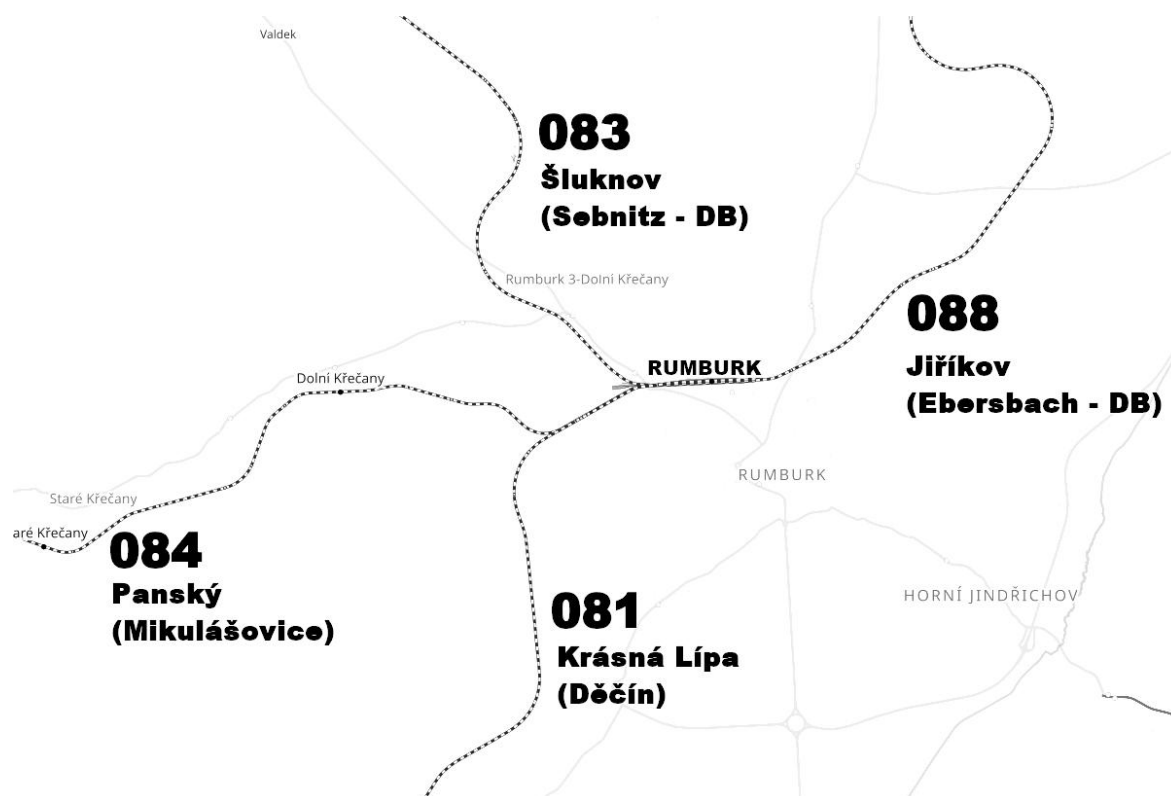 Valdek
083
Šluknov
(Sebnitz - DB)
Rumburk 3-Dolní Křečany
088
RUMBURK
Jiříkov
Dolní Křečany
(Ebersbach - DB)
RUMBURK
Staré Křečany
aré Křečany
084
Panský
(Mikulášovice)
081
HORNÍ JINDŘICHOV
Krásná Lípa
(Děčín)